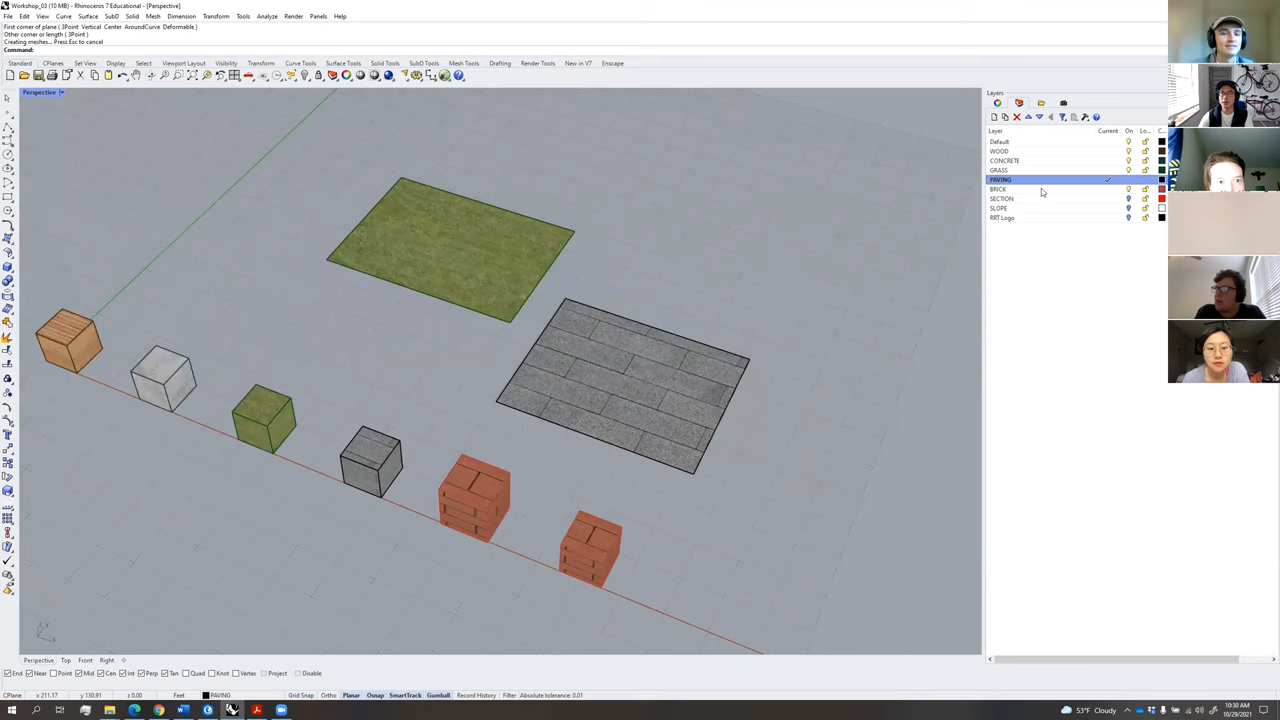 Workshop_03 (10 MB) - Rhinoceros 7 Educational - [Perspective]
File Edit View Curve Surface SubD Solid Mesh Dimension Transform Tools Analyze Render Panels Help
First corner of plane ( 3Point Vertical Center AroundCurve Deformable )
Other corner or length ( 3Point )
Creating meshes... Press Esc to cancel
Command:
Standard CPlanes Set View Display Select Viewport Layout Visibility Transform Curve Tools Surface Tools Solid Tools SubD Tools Mesh Tools Render Tools Drafting New in V7 Enscape
Perspective
Layers
Layer Current On Lo... C...
Default
WOOD
CONCRETE
GRASS
PAVING
BRICK
SECTION
SLOPE
RRT Logo
Perspective Top Front Right
End Near Point Mid Cen Int Perp Tan Quad Knot Vertex Project Disable
CPlane x 211.17 y 130.91 z 0.00 Feet PAVING Grid Snap Ortho Planar Osnap SmartTrack Gumball Record History Filter Absolute tolerance: 0.01
53°F Cloudy
10:30 AM
10/29/2021